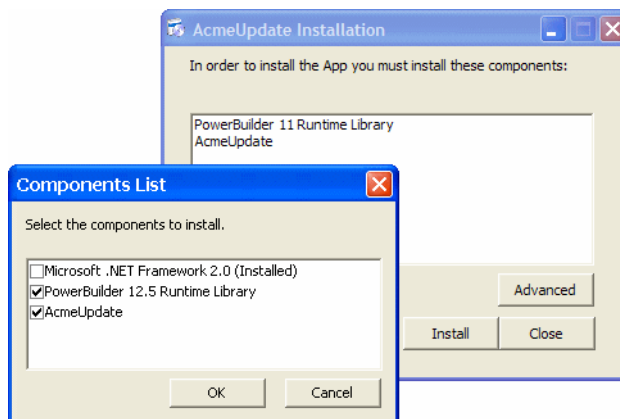 AcmeUpdate Installation
In order to install the App you must install these components:
PowerBuilder 11 Runtime Library
AcmeUpdate
Components List
Select the components to install.
Microsoft .NET Framework 2.0 (Installed)
PowerBuilder 12.5 Runtime Library
AcmeUpdate
Advanced
Install Close
OK Cancel